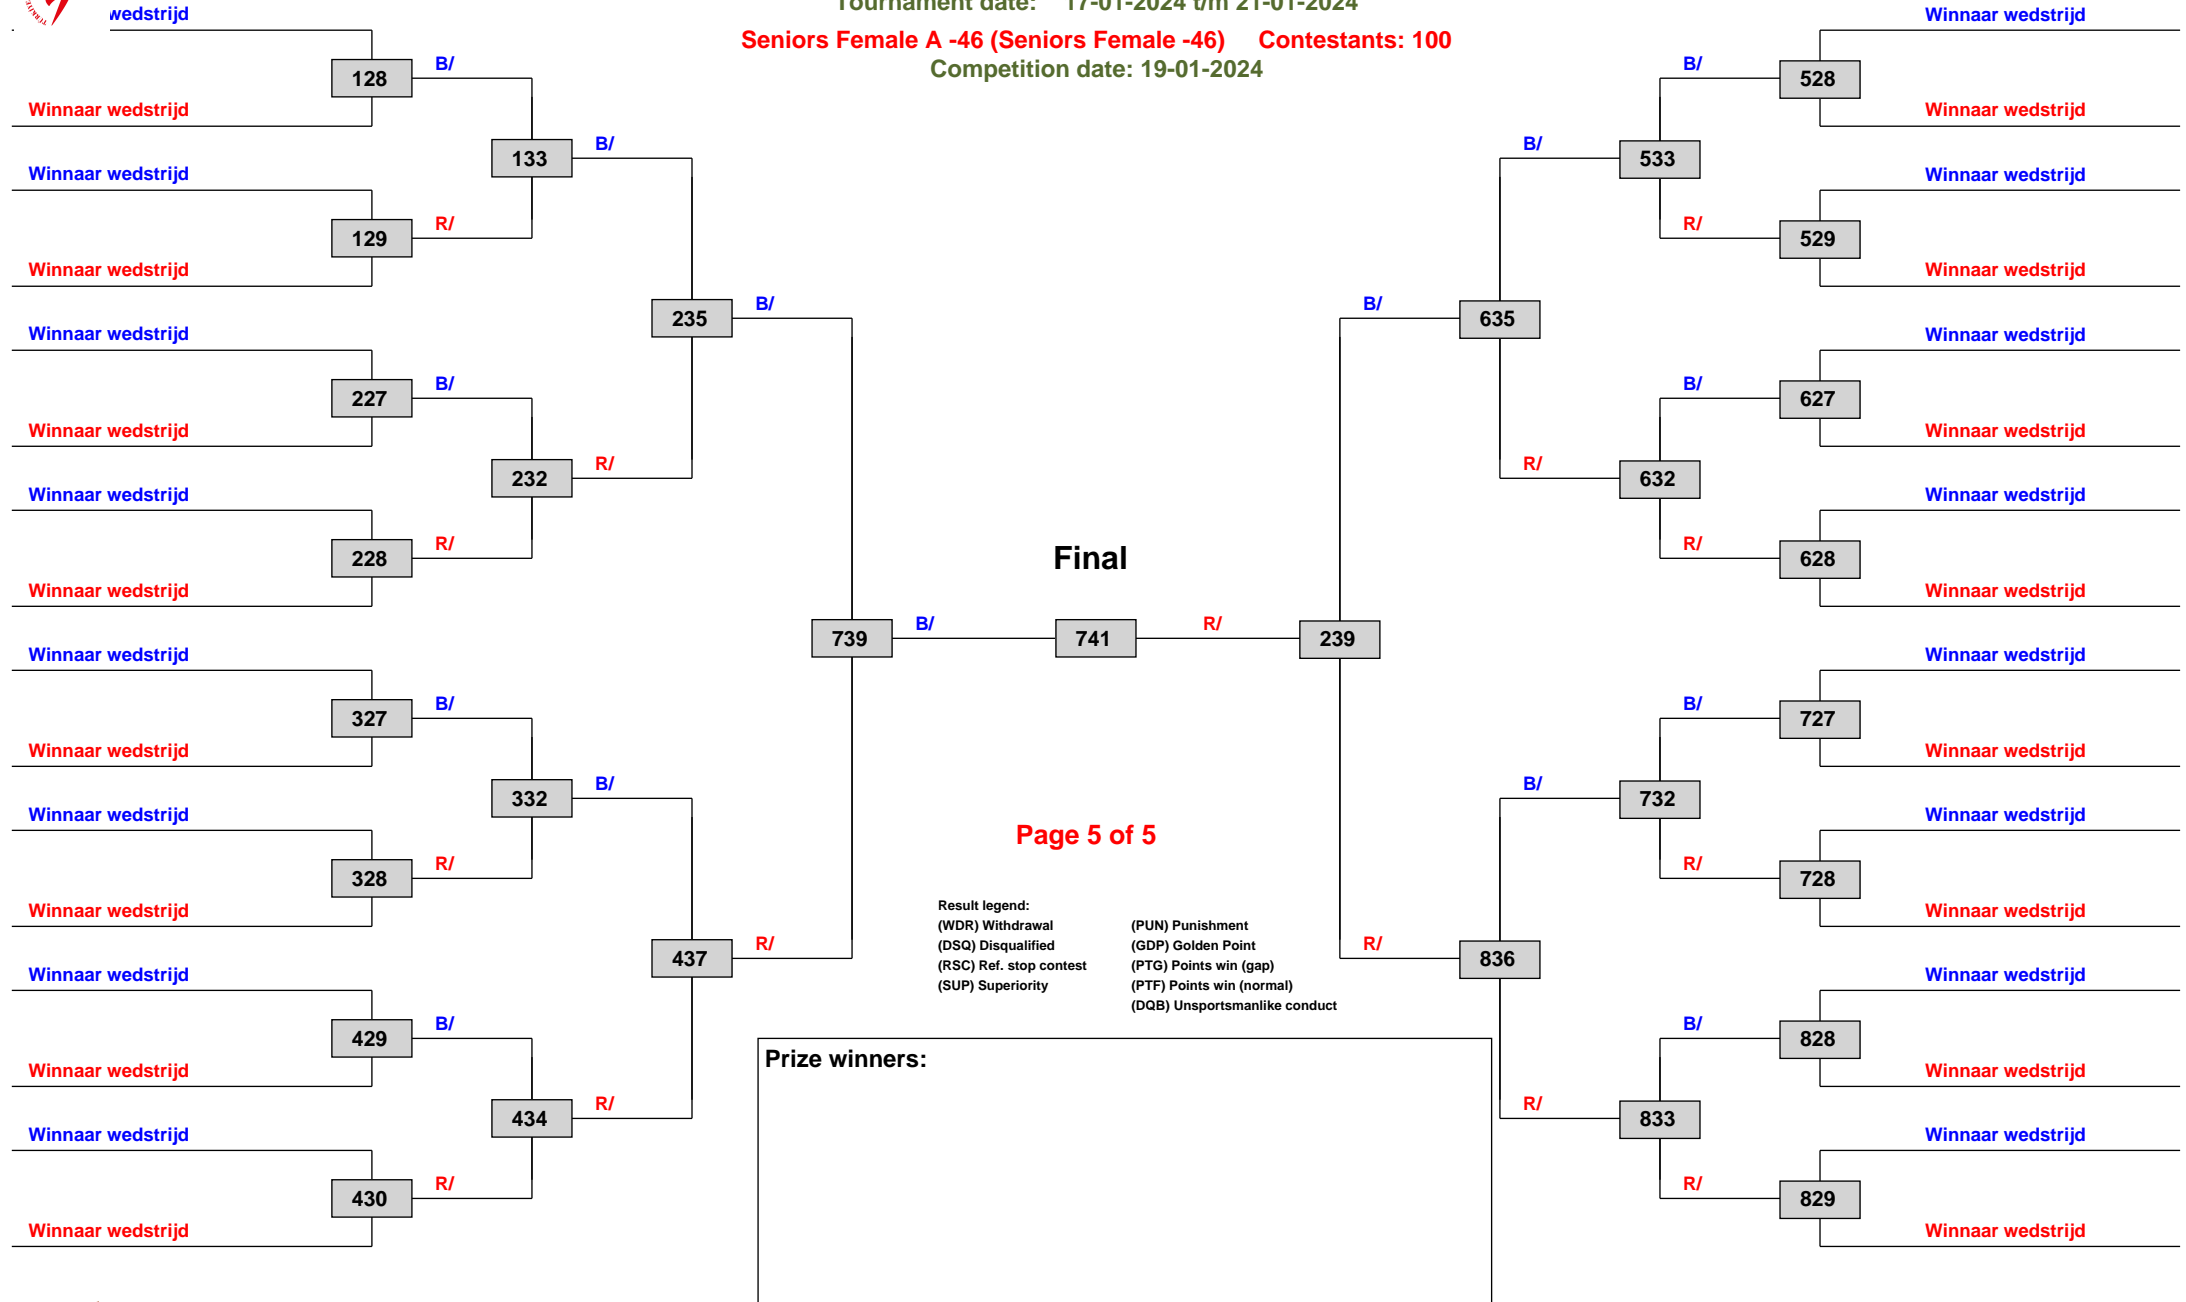 Tournament date: 17-01-2024 t/m 21-01-2024
Seniors Female A -46 (Seniors Female -46) Contestants: 100
Competition date: 19-01-2024
wedstrijd
128
B/
Winnaar wedstrijd
133
B/
Winnaar wedstrijd
129
R/
Winnaar wedstrijd
235
B/
Winnaar wedstrijd
227
B/
Winnaar wedstrijd
232
R/
Winnaar wedstrijd
228
R/
Winnaar wedstrijd
739
B/
Winnaar wedstrijd
327
B/
Winnaar wedstrijd
332
B/
Winnaar wedstrijd
328
R/
Winnaar wedstrijd
437
R/
Winnaar wedstrijd
429
B/
Winnaar wedstrijd
434
R/
Winnaar wedstrijd
430
R/
Winnaar wedstrijd
Final
741
R/
239
Page 5 of 5
Result legend:
(WDR) Withdrawal
(DSQ) Disqualified
(RSC) Ref. stop contest
(SUP) Superiority
(PUN) Punishment
(GDP) Golden Point
(PTG) Points win (gap)
(PTF) Points win (normal)
(DQB) Unsportsmanlike conduct
Prize winners:
Winnaar wedstrijd
B/
528
Winnaar wedstrijd
B/
533
Winnaar wedstrijd
R/
529
Winnaar wedstrijd
B/
635
Winnaar wedstrijd
B/
627
Winnaar wedstrijd
R/
632
Winnaar wedstrijd
R/
628
Winnaar wedstrijd
Winnaar wedstrijd
B/
727
Winnaar wedstrijd
B/
732
Winnaar wedstrijd
R/
728
Winnaar wedstrijd
R/
836
Winnaar wedstrijd
B/
828
Winnaar wedstrijd
R/
833
Winnaar wedstrijd
R/
829
Winnaar wedstrijd